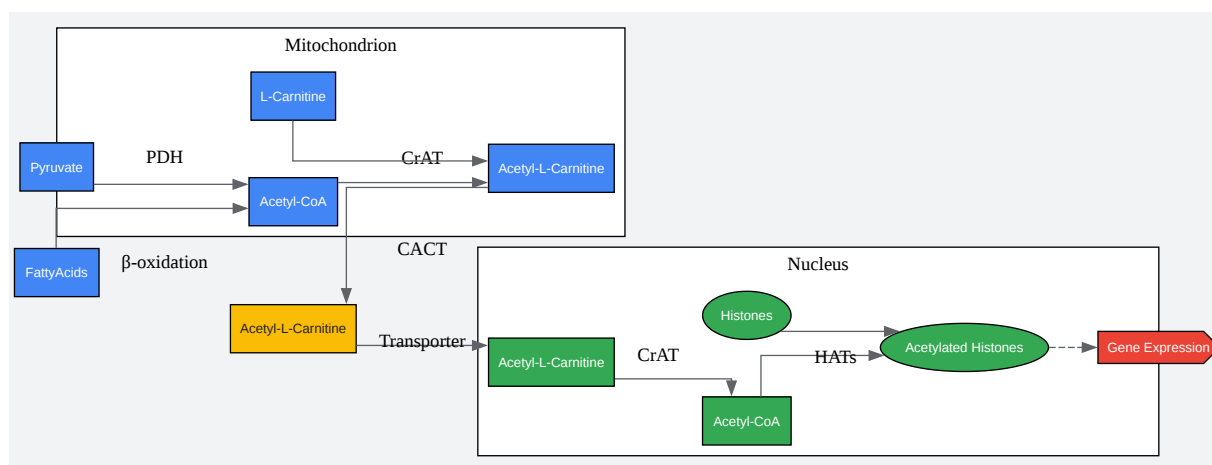 Mitochondrion
L-Carnitine
PDH
CrAT
Pyruvate
Acetyl-L-Carnitine
Acetyl-CoA
CACT
β-oxidation
FattyAcids
Nucleus
Histones
Acetyl-L-Carnitine
Transporter
Acetyl-L-Carnitine
CrAT
HATs
Acetylated Histones
Gene Expression
Acetyl-CoA